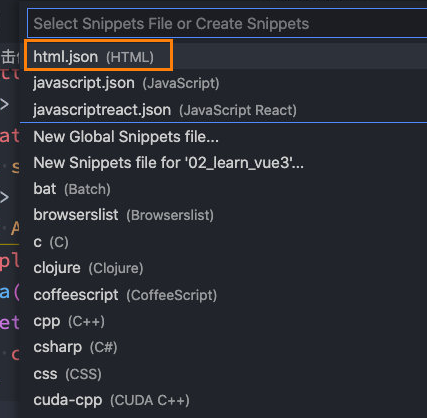 Select Snippets File or Create Snippets
html.json (HTML)
javascript.json (JavaScript)
javascriptreact.json (JavaScript React)
New Global Snippets file...
New Snippets file for '02_learn_vue3'...
bat (Batch)
browserslist (Browserslist)
c (C)
clojure (Clojure)
coffeescript (CoffeeScript)
cpp (C++)
csharp (C#)
css (CSS)
cuda-cpp (CUDA C++)